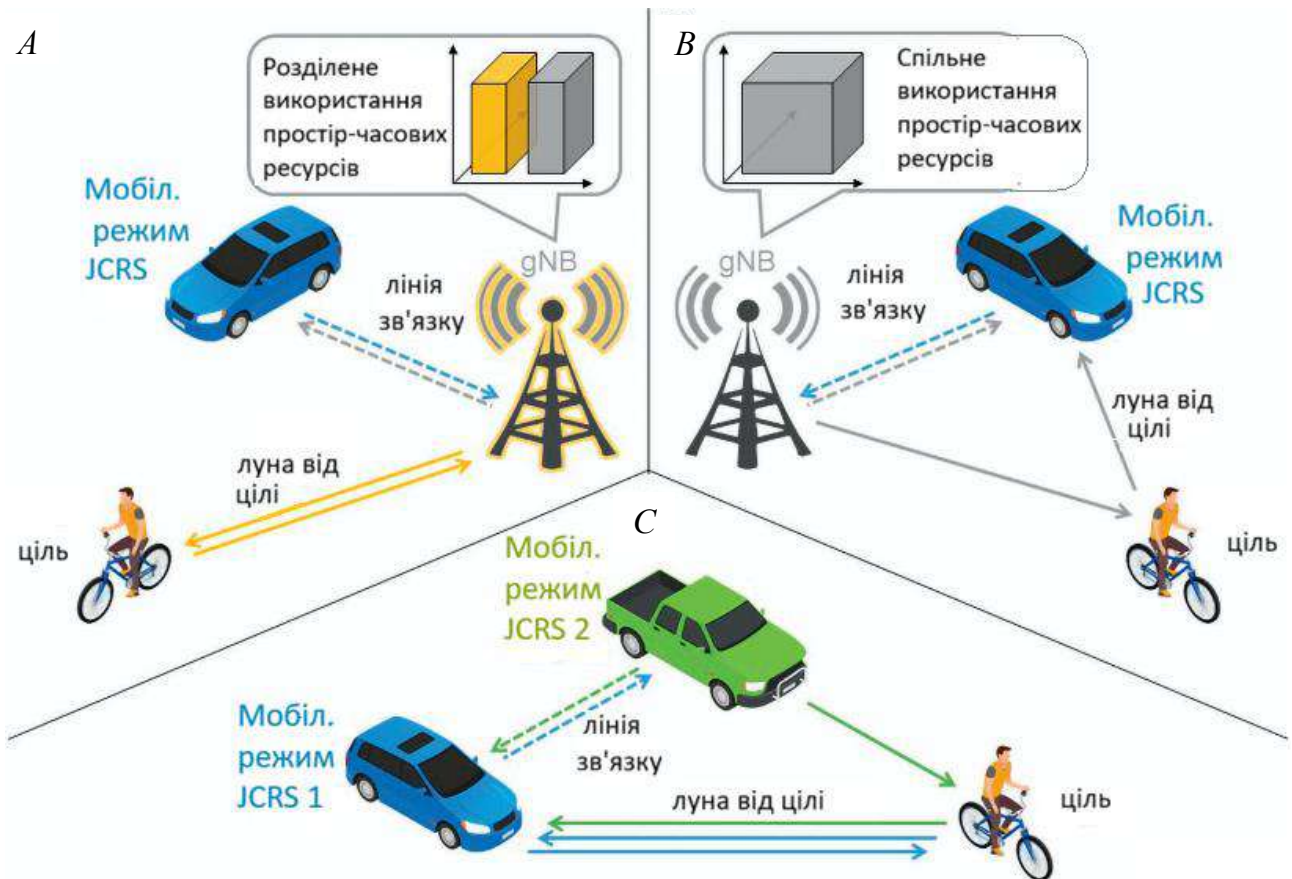 A
Розділене
використання
простір-часових
ресурсів
Мобіл.
режим
JCRS
gNB
лінія
зв'язку
луна від
цілі
ціль
B
Спільне
використання
простір-часових
ресурсів
gNB
лінія
зв'язку
Мобіл.
режим
JCRS
луна від
цілі
ціль
C
Мобіл.
режим
JCRS 2
Мобіл.
режим
JCRS 1
лінія
зв'язку
луна від цілі
ціль